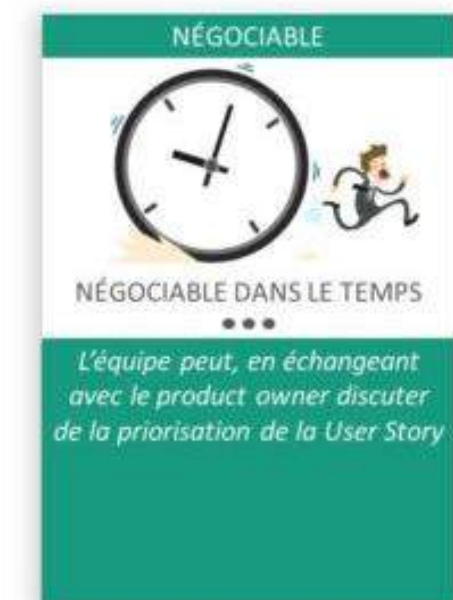 NÉGOCIABLE
NÉGOCIABLE DANS LE TEMPS
L'équipe peut, en échangeant
avec le product owner discuter
de la priorisation de la User Story